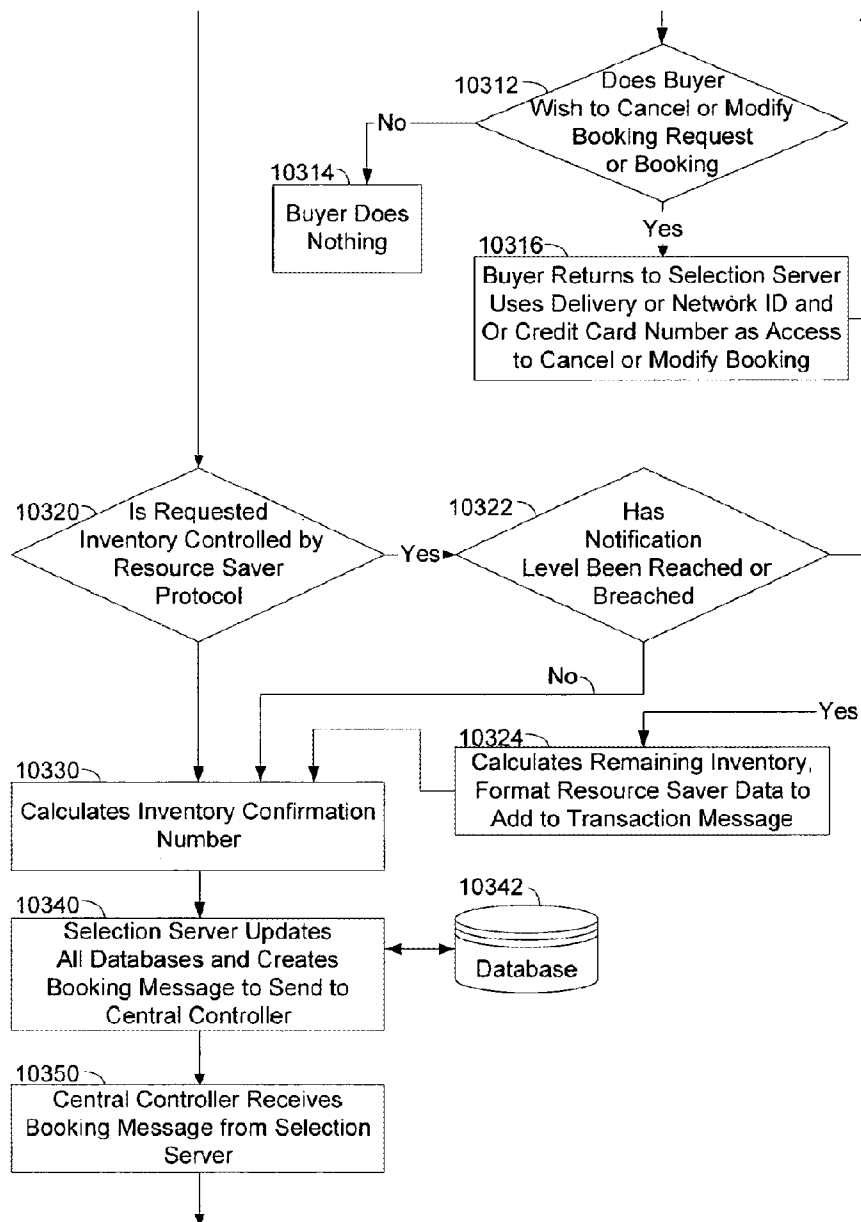 10312
Does Buyer
Wish to Cancel or Modify
Booking Request
or Booking
No
10314
Buyer Does
Nothing
Yes
10316
Buyer Returns to Selection Server
Uses Delivery or Network ID and
Or Credit Card Number as Access
to Cancel or Modify Booking
10320
Is Requested
Inventory Controlled by
Resource Saver
Protocol
Yes
10322
Has
Notification
Level Been Reached or
Breached
No
Yes
10324
Calculates Remaining Inventory,
Format Resource Saver Data to
Add to Transaction Message
10330
Calculates Inventory Confirmation
Number
10340
Selection Server Updates
All Databases and Creates
Booking Message to Send to
Central Controller
10342
Database
10350
Central Controller Receives
Booking Message from Selection
Server